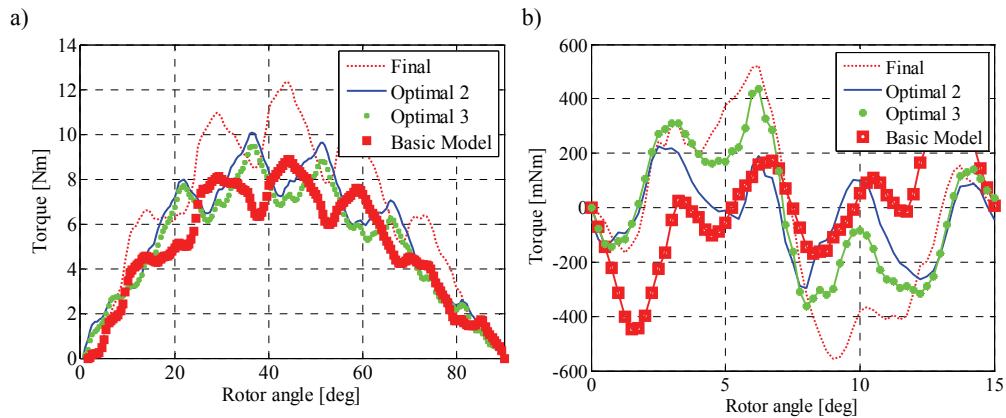 a)
14
12
10
8
6
4
2
0
0
20
40
60
80
Torque [Nm]
Rotor angle [deg]
Final
Optimal 2
Optimal 3
Basic Model
b)
600
400
200
0
-200
-400
-600
0
5
10
15
Torque [mNm]
Rotor angle [deg]
Final
Optimal 2
Optimal 3
Basic Model